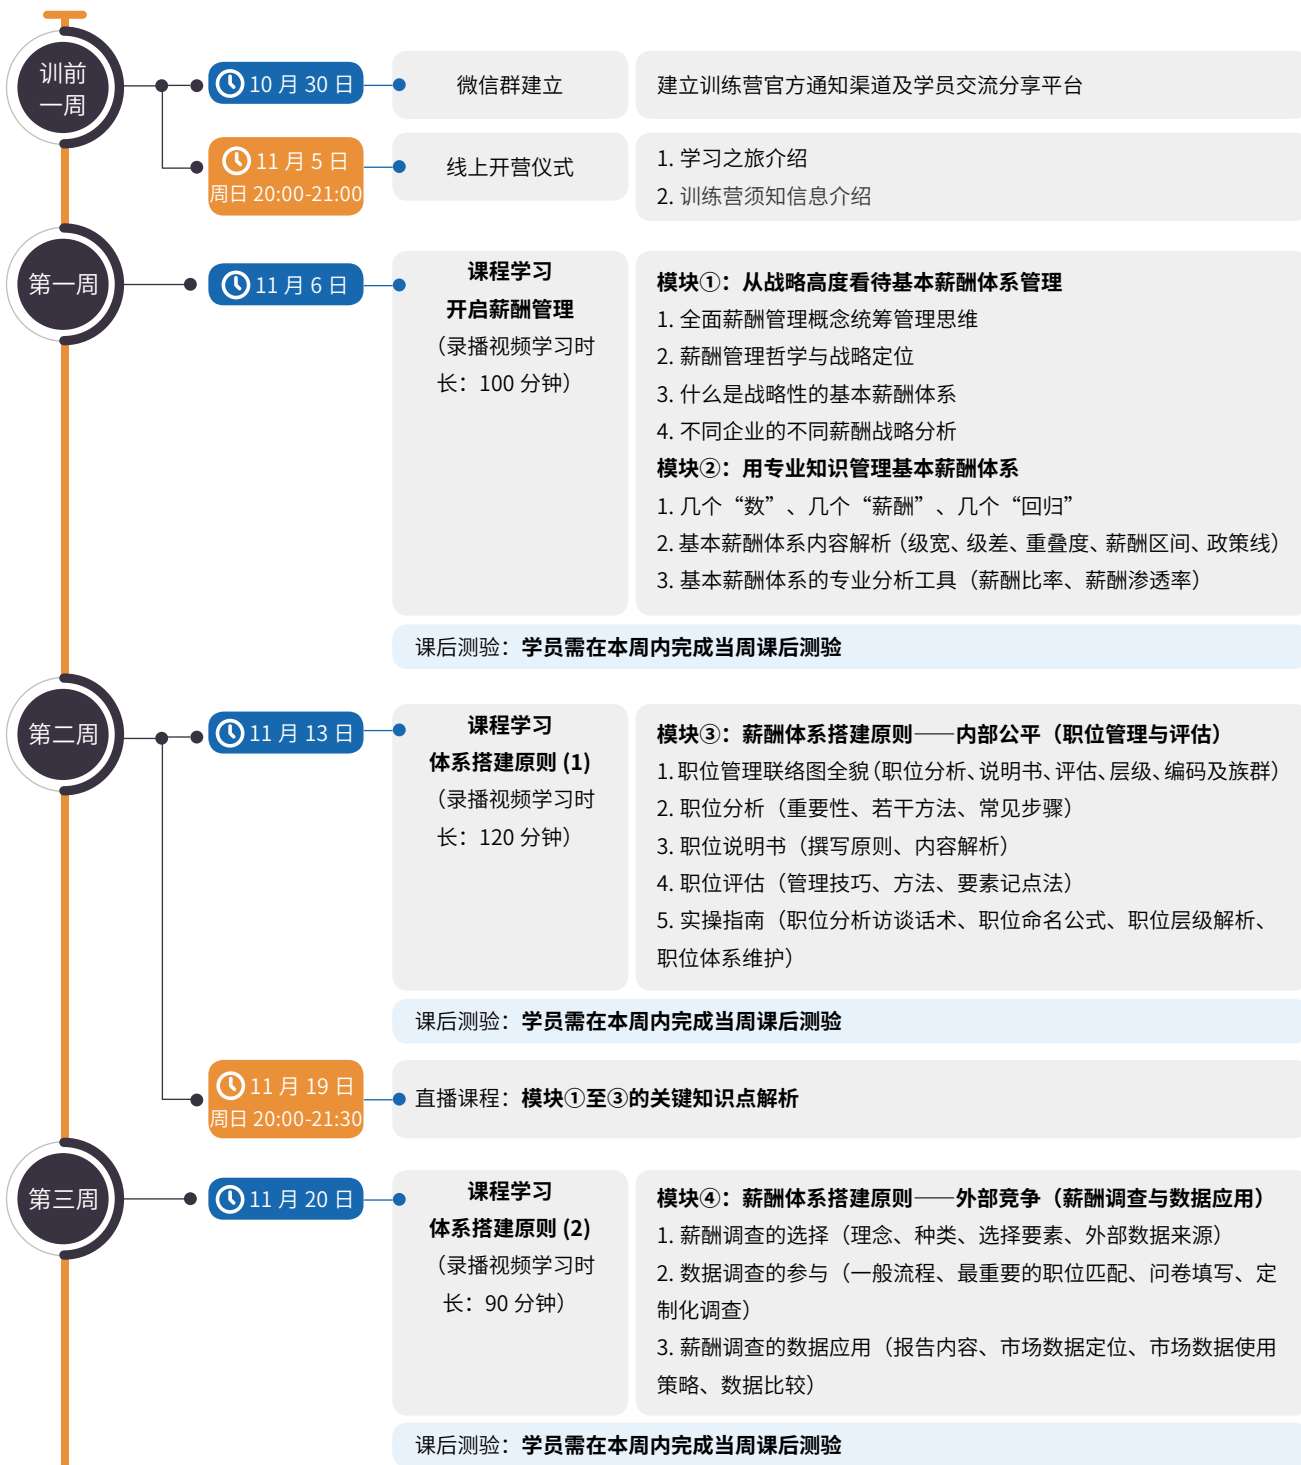 训前
一周
10 月 30 日
微信群建立
建立训练营官方通知渠道及学员交流分享平台
11 月 5 日
周日 20:00-21:00
线上开营仪式
1. 学习之旅介绍
2. 训练营须知信息介绍
第一周
11 月 6 日
课程学习
开启薪酬管理
（录播视频学习时
长：100 分钟）
模块①：从战略高度看待基本薪酬体系管理
1. 全面薪酬管理概念统筹管理思维
2. 薪酬管理哲学与战略定位
3. 什么是战略性的基本薪酬体系
4. 不同企业的不同薪酬战略分析
模块②：用专业知识管理基本薪酬体系
1. 几个“数”、几个“薪酬”、几个“回归”
2. 基本薪酬体系内容解析（级宽、级差、重叠度、薪酬区间、政策线）
3. 基本薪酬体系的专业分析工具（薪酬比率、薪酬渗透率）
课后测验：学员需在本周内完成当周课后测验
第二周
11 月 13 日
课程学习
体系搭建原则 (1)
（录播视频学习时
长：120 分钟）
模块③：薪酬体系搭建原则——内部公平（职位管理与评估）
1. 职位管理联络图全貌（职位分析、说明书、评估、层级、编码及族群）
2. 职位分析（重要性、若干方法、常见步骤）
3. 职位说明书（撰写原则、内容解析）
4. 职位评估（管理技巧、方法、要素记点法）
5. 实操指南（职位分析访谈话术、职位命名公式、职位层级解析、
职位体系维护）
课后测验：学员需在本周内完成当周课后测验
11 月 19 日
周日 20:00-21:30
直播课程：模块①至③的关键知识点解析
第三周
11 月 20 日
课程学习
体系搭建原则 (2)
（录播视频学习时
长：90 分钟）
模块④：薪酬体系搭建原则——外部竞争（薪酬调查与数据应用）
1. 薪酬调查的选择（理念、种类、选择要素、外部数据来源）
2. 数据调查的参与（一般流程、最重要的职位匹配、问卷填写、定
制化调查）
3. 薪酬调查的数据应用（报告内容、市场数据定位、市场数据使用
策略、数据比较）
课后测验：学员需在本周内完成当周课后测验